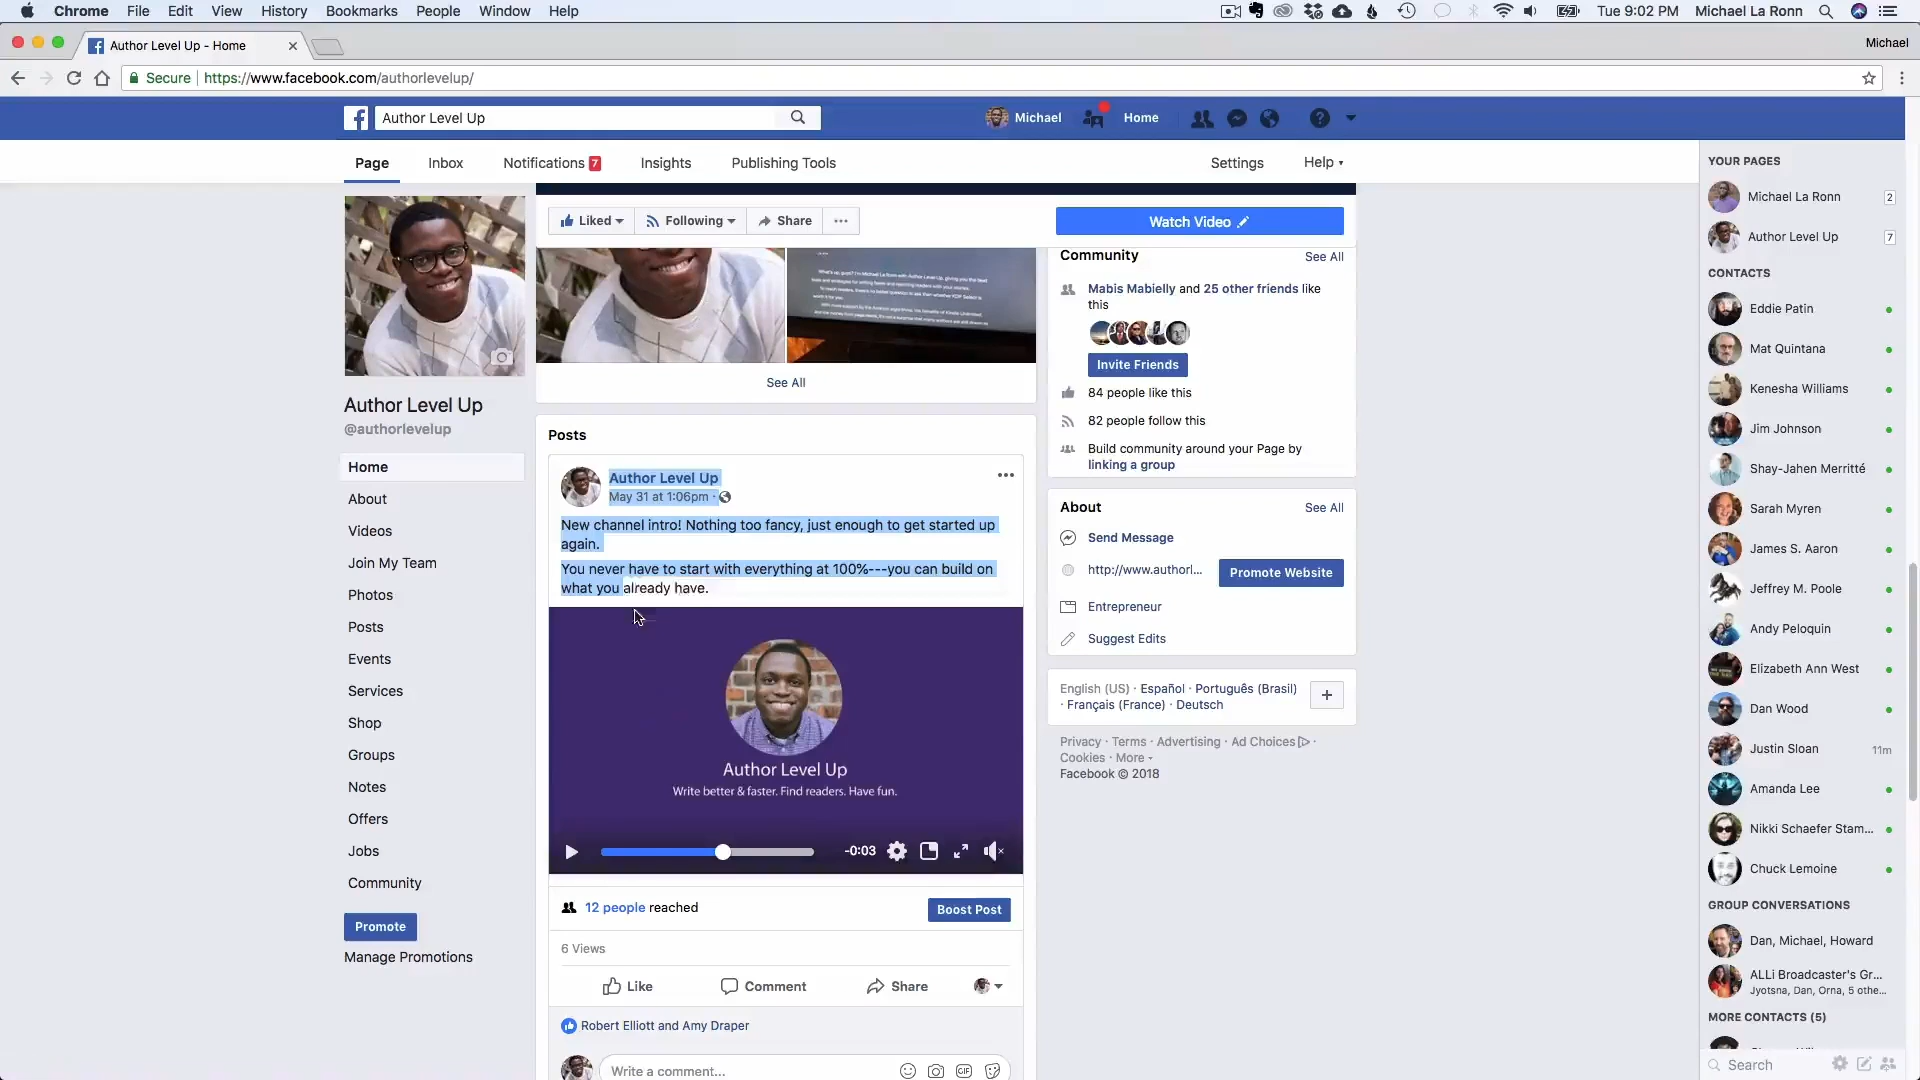 Chrome File Edit View History Bookmarks People Window Help
Tue 9:02 PM Michael La Ronn
Author Level Up - Home
Michael
Secure https://www.facebook.com/authorlevelup/
Author Level Up
Michael
Home
Page
Inbox
Notifications 7
Insights
Publishing Tools
Settings
Help
Liked
Following
Share
Watch Video
Author Level Up
@authorlevelup
Home
About
Videos
Join My Team
Photos
Posts
Events
Services
Shop
Groups
Notes
Offers
Jobs
Community
Promote
Manage Promotions
See All
Posts
Author Level Up
May 31 at 1:06pm ·
New channel intro! Nothing too fancy, just enough to get started up
again.
You never have to start with everything at 100%---you can build on
what you already have.
Author Level Up
Write better & faster. Find readers. Have fun.
-0:03
12 people reached
Boost Post
6 Views
Like
Comment
Share
Robert Elliott and Amy Draper
Write a comment...
GIF
Community
See All
Mabis Mabielly and 25 other friends like
this
Invite Friends
84 people like this
82 people follow this
Build community around your Page by
linking a group
About
See All
Send Message
http://www.authorl...
Promote Website
Entrepreneur
Suggest Edits
English (US) · Español · Português (Brasil)
· Français (France) · Deutsch
Privacy · Terms · Advertising · Ad Choices ·
Cookies · More
Facebook © 2018
YOUR PAGES
Michael La Ronn 2
Author Level Up 7
CONTACTS
Eddie Patin
Mat Quintana
Kenesha Williams
Jim Johnson
Shay-Jahen Merritté
Sarah Myren
James S. Aaron
Jeffrey M. Poole
Andy Peloquin
Elizabeth Ann West
Dan Wood
Justin Sloan 11m
Amanda Lee
Nikki Schaefer Stam...
Chuck Lemoine
GROUP CONVERSATIONS
Dan, Michael, Howard
ALLi Broadcaster's Gr...
Jyotsna, Dan, Orna, 5 othe...
MORE CONTACTS (5)
Search